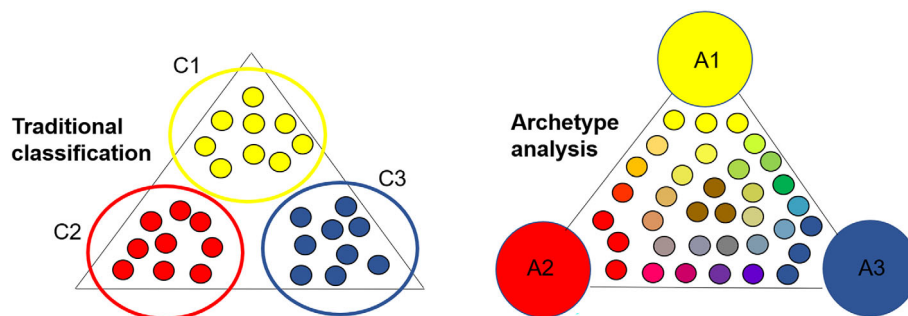 C1
Traditional
classification
C2
C3
A1
Archetype
analysis
A2
A3